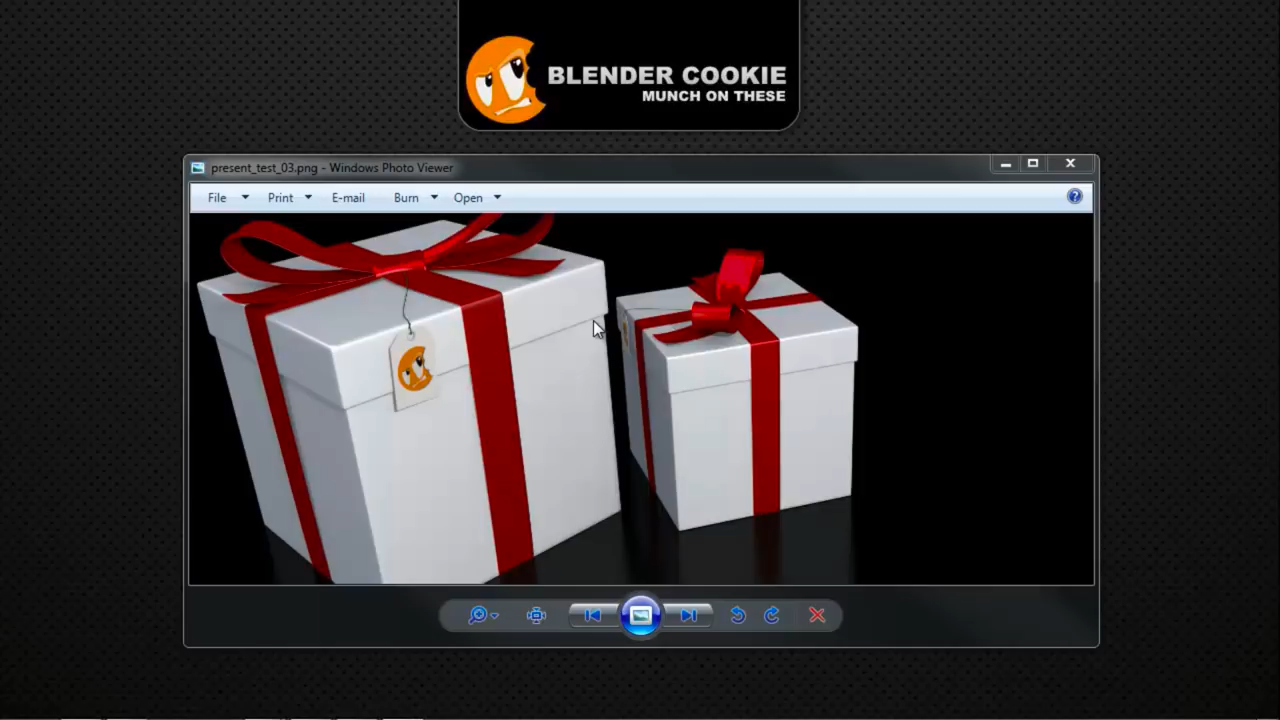 BLENDER COOKIE
MUNCH ON THESE
present_test_03.png - Windows Photo Viewer
File Print E-mail Burn Open